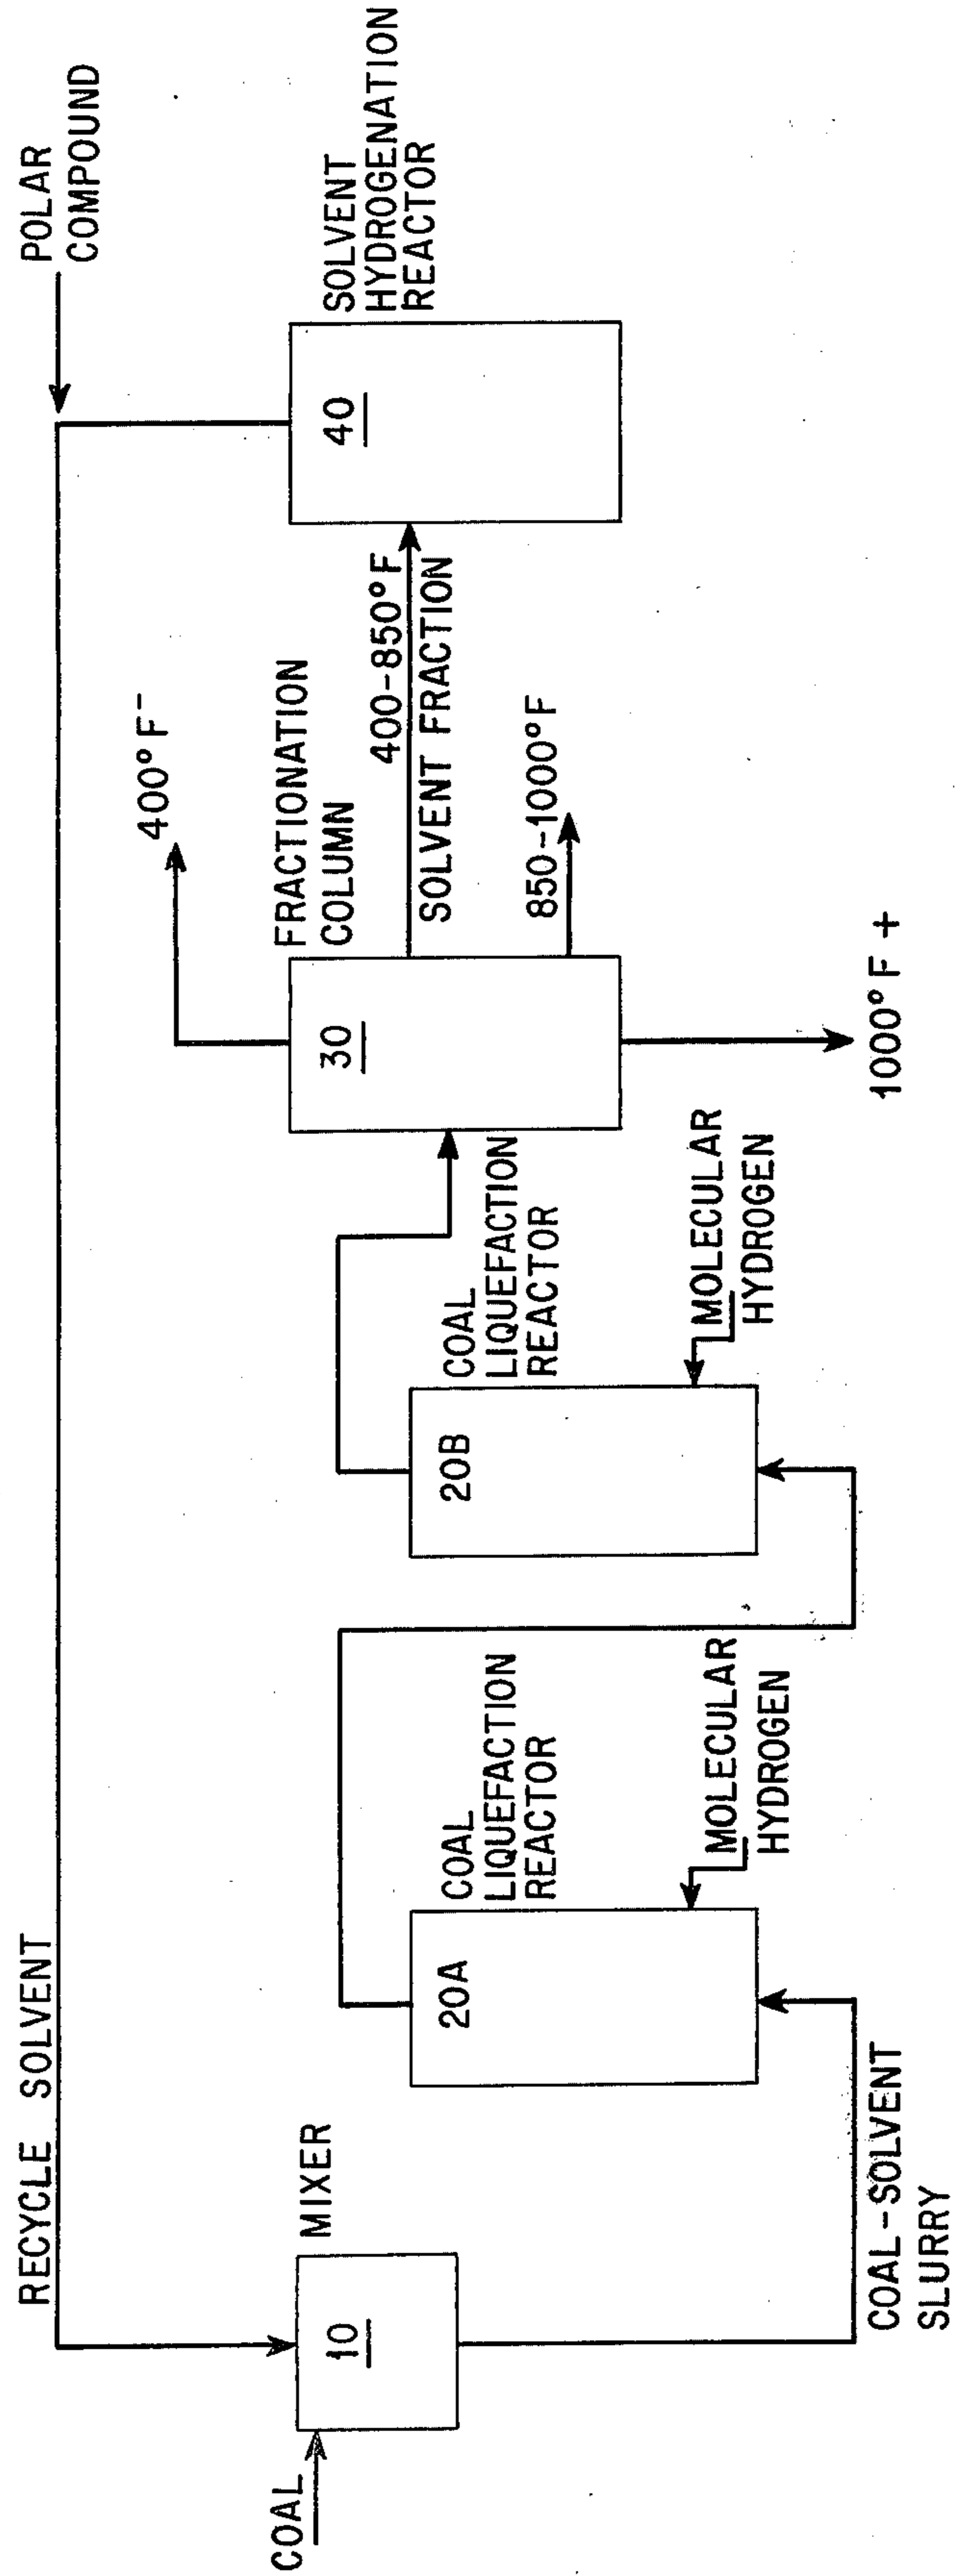 RECYCLE SOLVENT
POLAR
COMPOUND
COAL
MIXER
10
COAL-SOLVENT
SLURRY
20A
COAL
LIQUEFACTION
REACTOR
MOLECULAR
HYDROGEN
20B
COAL
LIQUEFACTION
REACTOR
MOLECULAR
HYDROGEN
400°F-
FRACTIONATION
COLUMN
30
400-850°F
SOLVENT FRACTION
850-1000°F
1000°F +
SOLVENT
HYDROGENATION
REACTOR
40